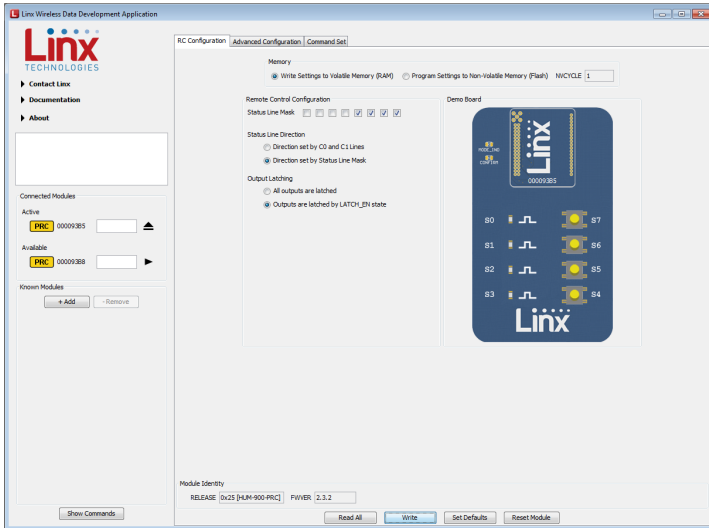 Linx Wireless Data Development Application
Linx
TECHNOLOGIES
Contact Linx
Documentation
About
Connected Modules
Active
PRC 000093B5
Available
PRC 000093B8
Known Modules
+ Add - Remove
Show Commands
RC Configuration Advanced Configuration Command Set
Memory
Write Settings to Volatile Memory (RAM) Program Settings to Non-Volatile Memory (Flash) NVCYCLE 1
Remote Control Configuration
Status Line Mask
Status Line Direction
Direction set by C0 and C1 Lines
Direction set by Status Line Mask
Output Latching
All outputs are latched
Outputs are latched by LATCH_EN state
Demo Board
MODE_IND
CONFIRM
Linx
000093B5
S0 S7
S1 S6
S2 S5
S3 S4
Linx
Module Identity
RELEASE 0x25 [HUM-900-PRC] FWVER 2.3.2
Read All Write Set Defaults Reset Module